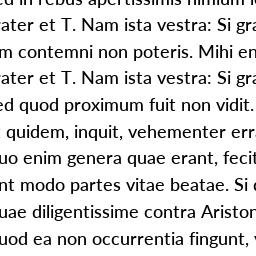 ed in rebus apertissimis nimium
ater et T. Nam ista vestra: Si gra
m contemni non poteris. Mihi en
ater et T. Nam ista vestra: Si gra
ed quod proximum fuit non vidit.
quidem, inquit, vehementer erra
uo enim genera quae erant, fecit
nt modo partes vitae beatae. Si
uae diligentissime contra Ariston
uod ea non occurrentia fingunt,